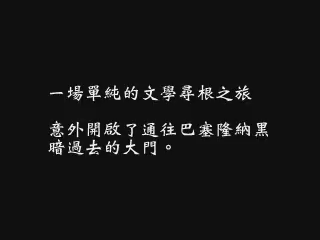 一場單純的文學尋根之旅
意外開啟了通往巴塞隆納黑
暗過去的大門。